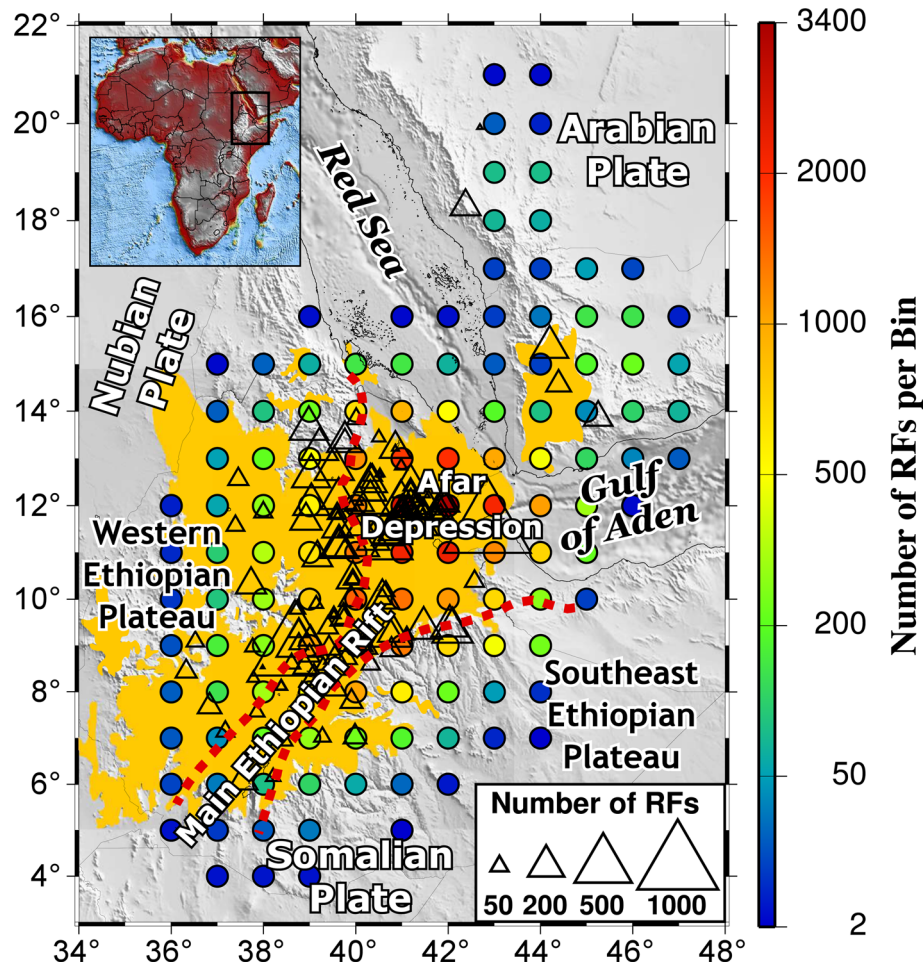 22°
20°
18°
16°
14°
12°
10°
8°
6°
4°
34°
36°
38°
40°
42°
44°
46°
48°
Arabian
Plate
Red Sea
Nubian
Plate
Afar
Depression
Gulf
of Aden
Western
Ethiopian
Plateau
Main Ethiopian Rift
Southeast
Ethiopian
Plateau
Somalian
Plate
Number of RFs
50
200
500
1000
3400
2000
1000
500
200
50
2
Number of RFs per Bin